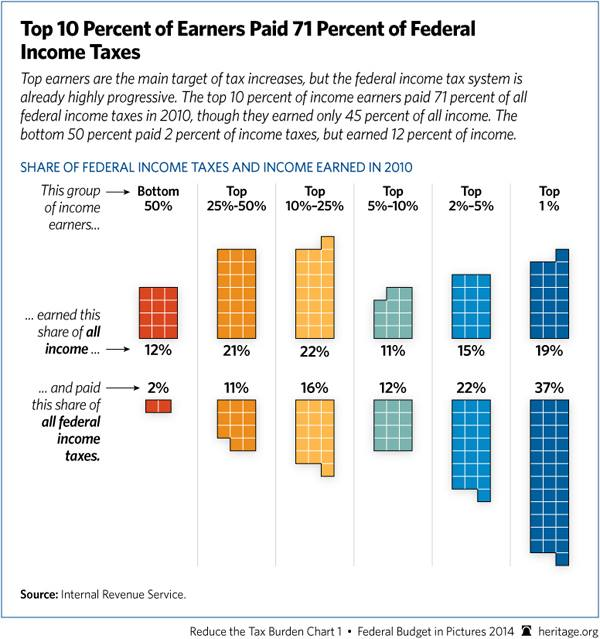 Top 10 Percent of Earners Paid 71 Percent of Federal
Income Taxes
Top earners are the main target of tax increases, but the federal income tax system is
already highly progressive. The top 10 percent of income earners paid 71 percent of all
federal income taxes in 2010, though they earned only 45 percent of all income. The
bottom 50 percent paid 2 percent of income taxes, but earned 12 percent of income.
SHARE OF FEDERAL INCOME TAXES AND INCOME EARNED IN 2010
This group
of income
earners...
Bottom
50%
Top
25%-50%
Top
10%-25%
Top
5%-10%
Top
2%-5%
Top
1 %
... earned this
share of all
income ...
12%
21%
22%
11%
15%
19%
... and paid
this share of
all federal
income
taxes.
2%
11%
16%
12%
22%
37%
Source: Internal Revenue Service.
Reduce the Tax Burden Chart 1 • Federal Budget in Pictures 2014 heritage.org